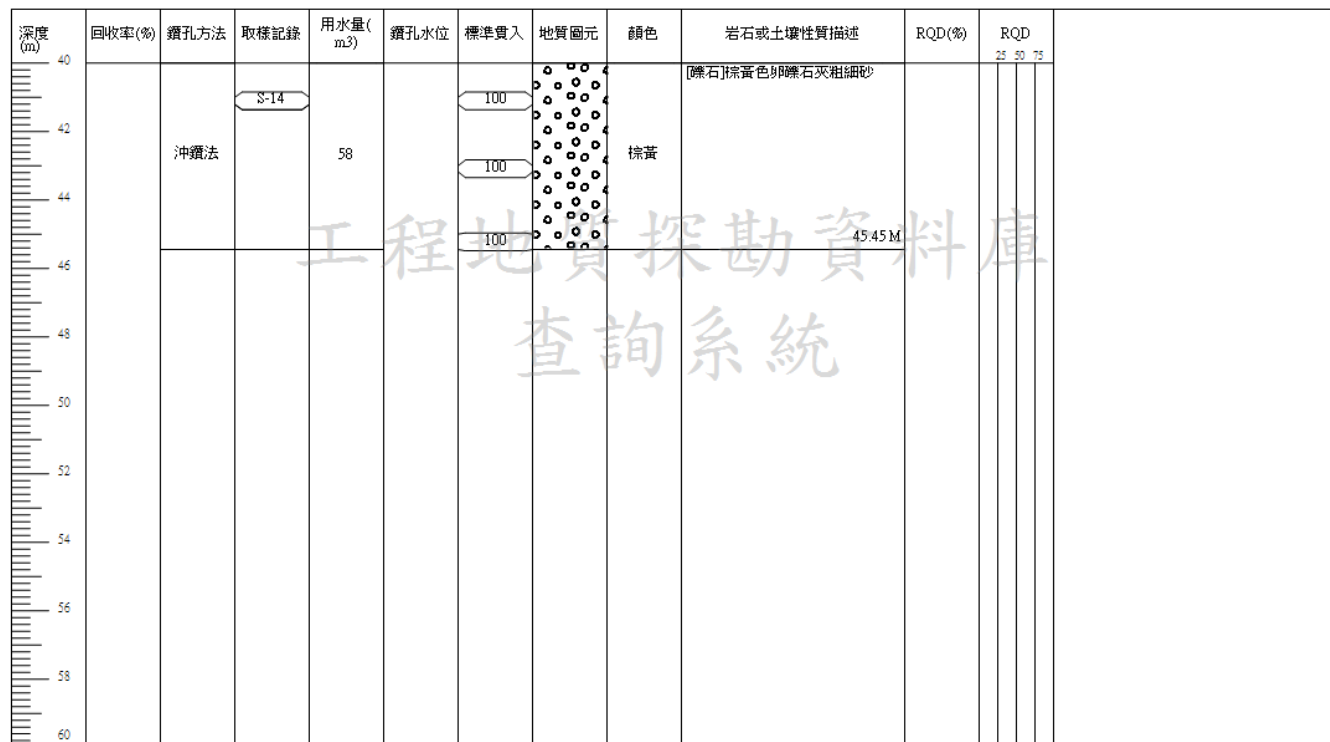 深度(m) 回收率(%) 鑽孔方法 取樣記錄 用水量(m3) 鑽孔水位 標準貫入 地質圖元 顏色 岩石或土壤性質描述 RQD(%) RQD
25 50 75
40
[礫石]棕黃色卵礫石夾粗細砂
S-14 100
42
沖鑽法 58 棕黃
100
44
工程地質探勘資料庫
100 45.45 M
46
查詢系統
48
50
52
54
56
58
60